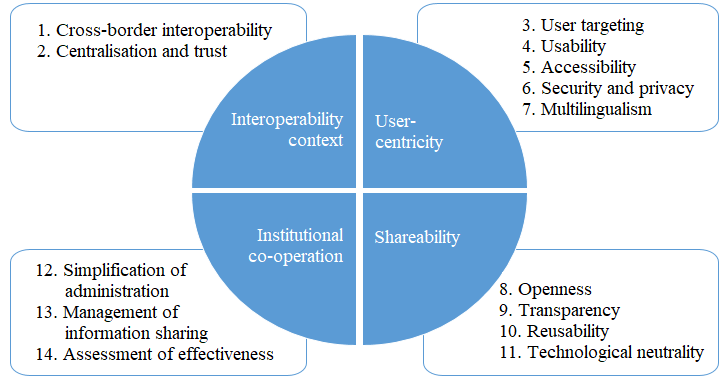 1. Cross-border interoperability
2. Centralisation and trust
3. User targeting
4. Usability
5. Accessibility
6. Security and privacy
7. Multilingualism
Interoperability
context
User-
centricity
Institutional
co-operation
Shareability
12. Simplification of
administration
13. Management of
information sharing
14. Assessment of effectiveness
8. Openness
9. Transparency
10. Reusability
11. Technological neutrality